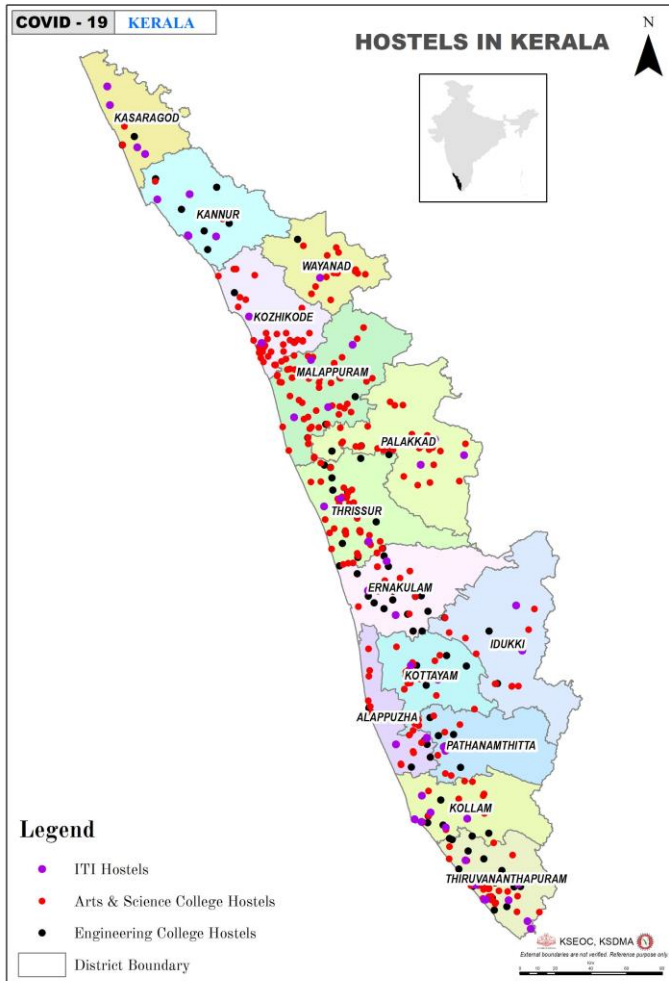 COVID - 19 KERALA
HOSTELS IN KERALA
N
KASARAGOD
KANNUR
WAYANAD
KOZHIKODE
MALAPPURAM
PALAKKAD
THRISSUR
ERNAKULAM
IDUKKI
KOTTAYAM
ALAPPUZHA
PATHANAMTHITTA
KOLLAM
THIRUVANANTHAPURAM
Legend
ITI Hostels
Arts & Science College Hostels
Engineering College Hostels
District Boundary
KSEOC, KSDMA
External boundaries are not verified. Reference purpose only.